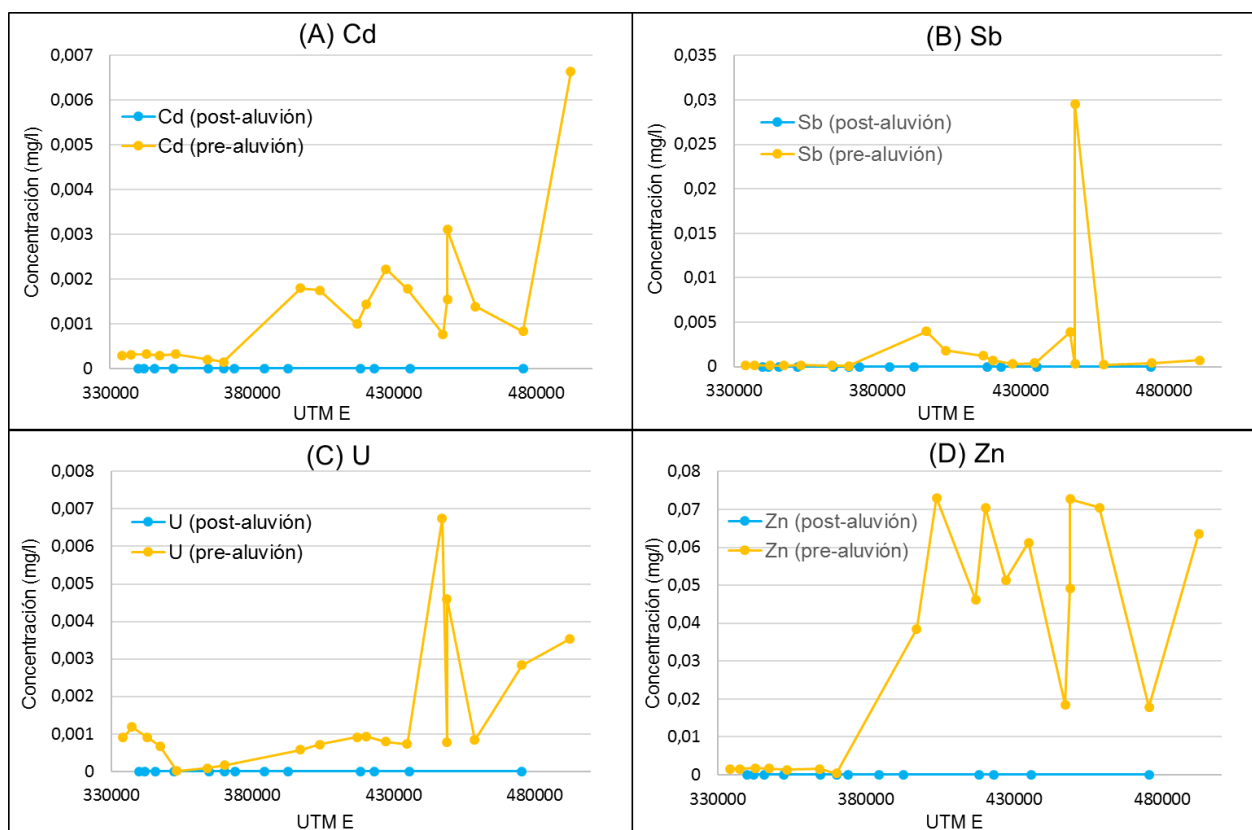 (A) Cd
Concentración (mg/l)
0,007
0,006
0,005
0,004
0,003
0,002
0,001
0
Cd (post-aluvión)
Cd (pre-aluvión)
330000 380000 430000 480000
UTM E
(B) Sb
Concentración (mg/l)
0,035
0,03
0,025
0,02
0,015
0,01
0,005
0
Sb (post-aluvión)
Sb (pre-aluvión)
330000 380000 430000 480000
UTM E
(C) U
Concentración (mg/l)
0,008
0,007
0,006
0,005
0,004
0,003
0,002
0,001
0
U (post-aluvión)
U (pre-aluvión)
330000 380000 430000 480000
UTM E
(D) Zn
Concentración (mg/l)
0,08
0,07
0,06
0,05
0,04
0,03
0,02
0,01
0
Zn (post-aluvión)
Zn (pre-aluvión)
330000 380000 430000 480000
UTM E